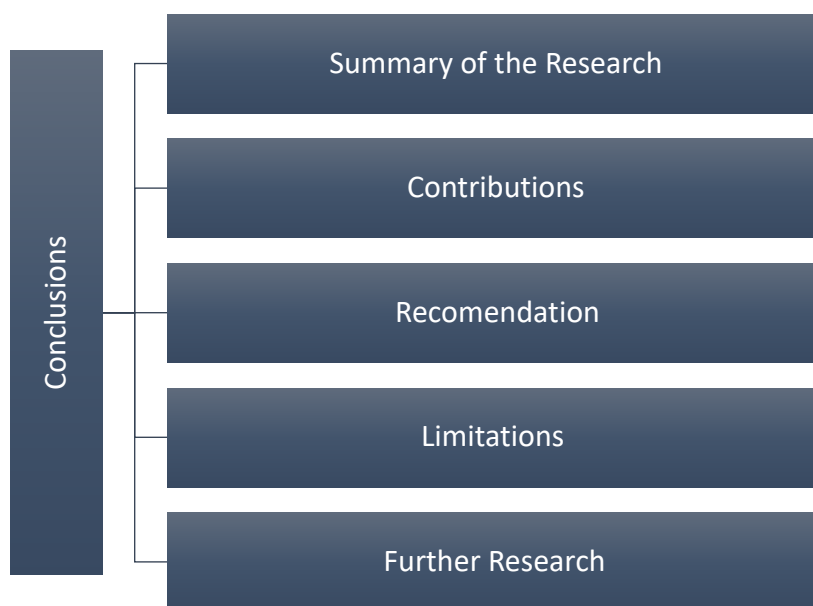 Conclusions
Summary of the Research
Contributions
Recomendation
Limitations
Further Research